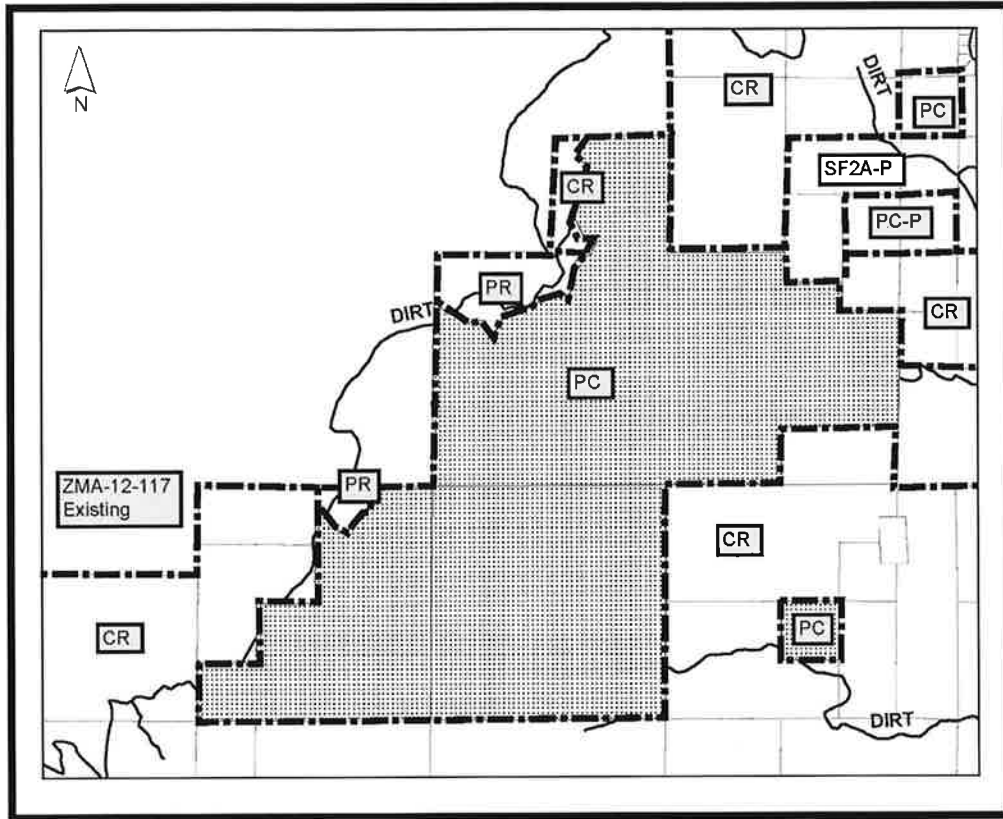 N
CR
DIRT
PC
SF2A-P
CR
PC-P
PR
DIRT
CR
PC
ZMA-12-117
Existing
PR
CR
CR
PC
DIRT